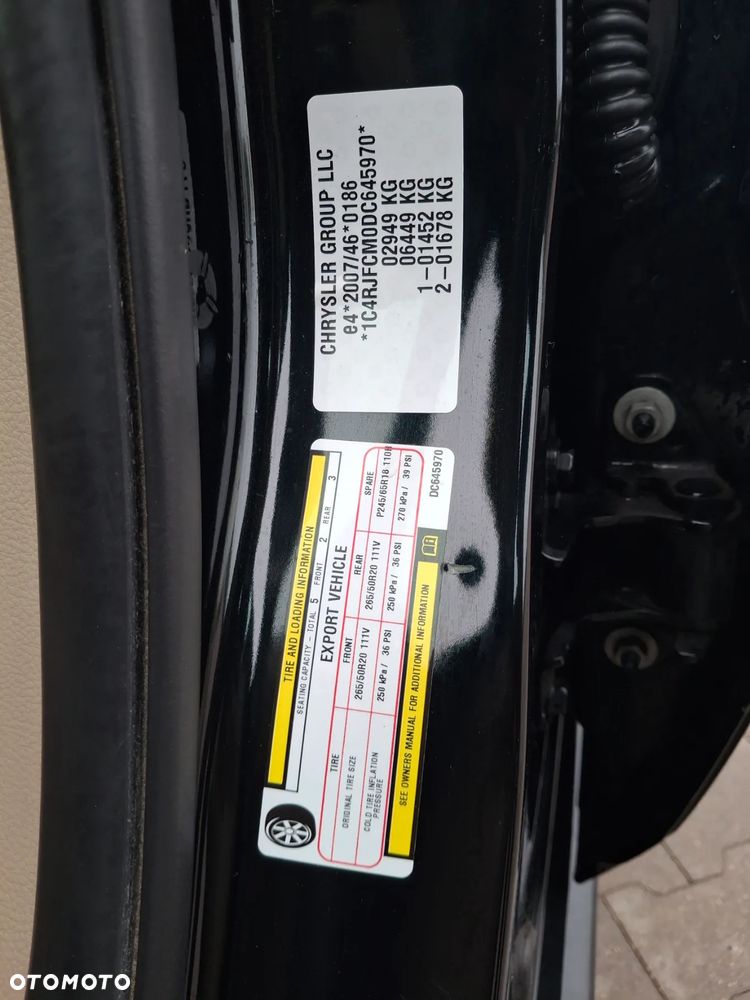 CHRYSLER GROUP LLC
e4*2007/46*0186
*1C4RJFCM0DC645970*
02949 KG
06449 KG
1-01452 KG
2-01678 KG
TIRE AND LOADING INFORMATION
SEATING CAPACITY - TOTAL 5 FRONT 2 REAR 3
EXPORT VEHICLE
TIRE FRONT REAR SPARE
ORIGINAL TIRE SIZE 265/50R20 111V 265/50R20 111V P245/65R18 110H
COLD TIRE INFLATION PRESSURE 250 kPa/ 36 PSI 250 kPa/ 36 PSI 270 kPa/ 39 PSI
SEE OWNERS MANUAL FOR ADDITIONAL INFORMATION
DC645970
OTOMOTO